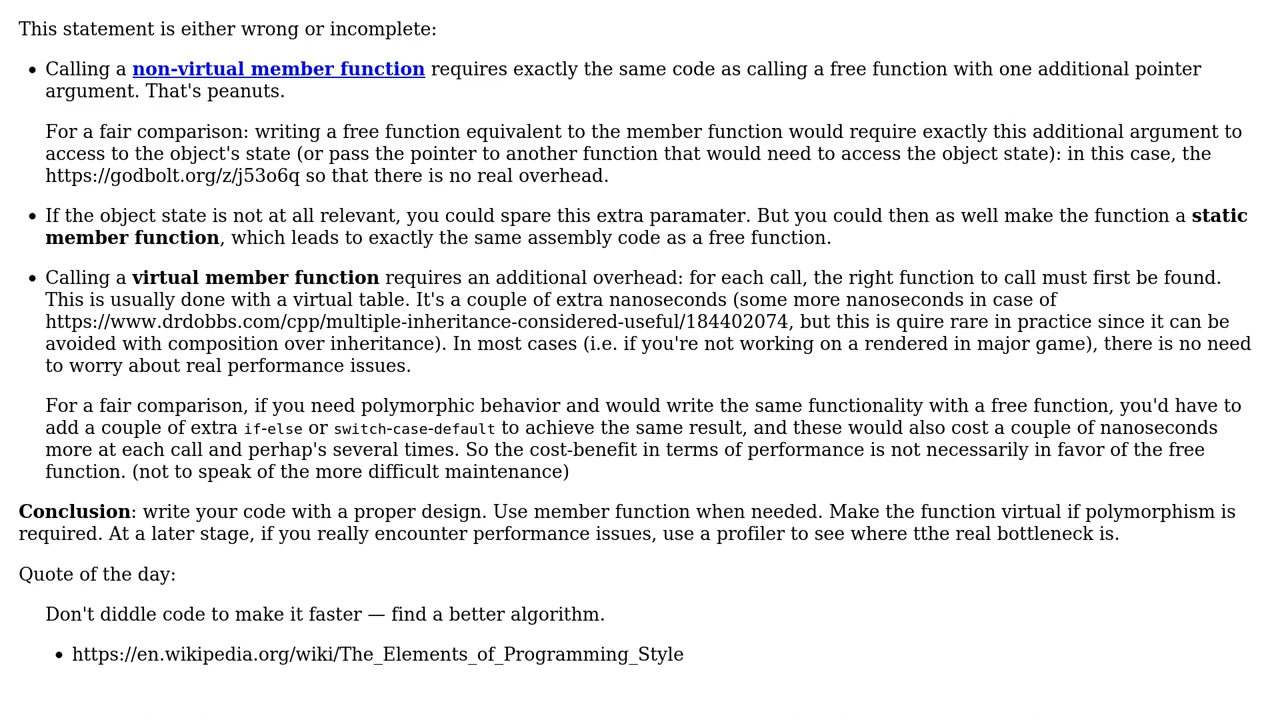 This statement is either wrong or incomplete:
• Calling a non-virtual member function requires exactly the same code as calling a free function with one additional pointer
argument. That's peanuts.
For a fair comparison: writing a free function equivalent to the member function would require exactly this additional argument to
access to the object's state (or pass the pointer to another function that would need to access the object state): in this case, the
https://godbolt.org/z/j53o6q so that there is no real overhead.
• If the object state is not at all relevant, you could spare this extra paramater. But you could then as well make the function a static
member function, which leads to exactly the same assembly code as a free function.
• Calling a virtual member function requires an additional overhead: for each call, the right function to call must first be found.
This is usually done with a virtual table. It's a couple of extra nanoseconds (some more nanoseconds in case of
https://www.drdobbs.com/cpp/multiple-inheritance-considered-useful/184402074, but this is quire rare in practice since it can be
avoided with composition over inheritance). In most cases (i.e. if you're not working on a rendered in major game), there is no need
to worry about real performance issues.
For a fair comparison, if you need polymorphic behavior and would write the same functionality with a free function, you'd have to
add a couple of extra if-else or switch-case-default to achieve the same result, and these would also cost a couple of nanoseconds
more at each call and perhap's several times. So the cost-benefit in terms of performance is not necessarily in favor of the free
function. (not to speak of the more difficult maintenance)
Conclusion: write your code with a proper design. Use member function when needed. Make the function virtual if polymorphism is
required. At a later stage, if you really encounter performance issues, use a profiler to see where tthe real bottleneck is.
Quote of the day:
Don't diddle code to make it faster — find a better algorithm.
• https://en.wikipedia.org/wiki/The_Elements_of_Programming_Style